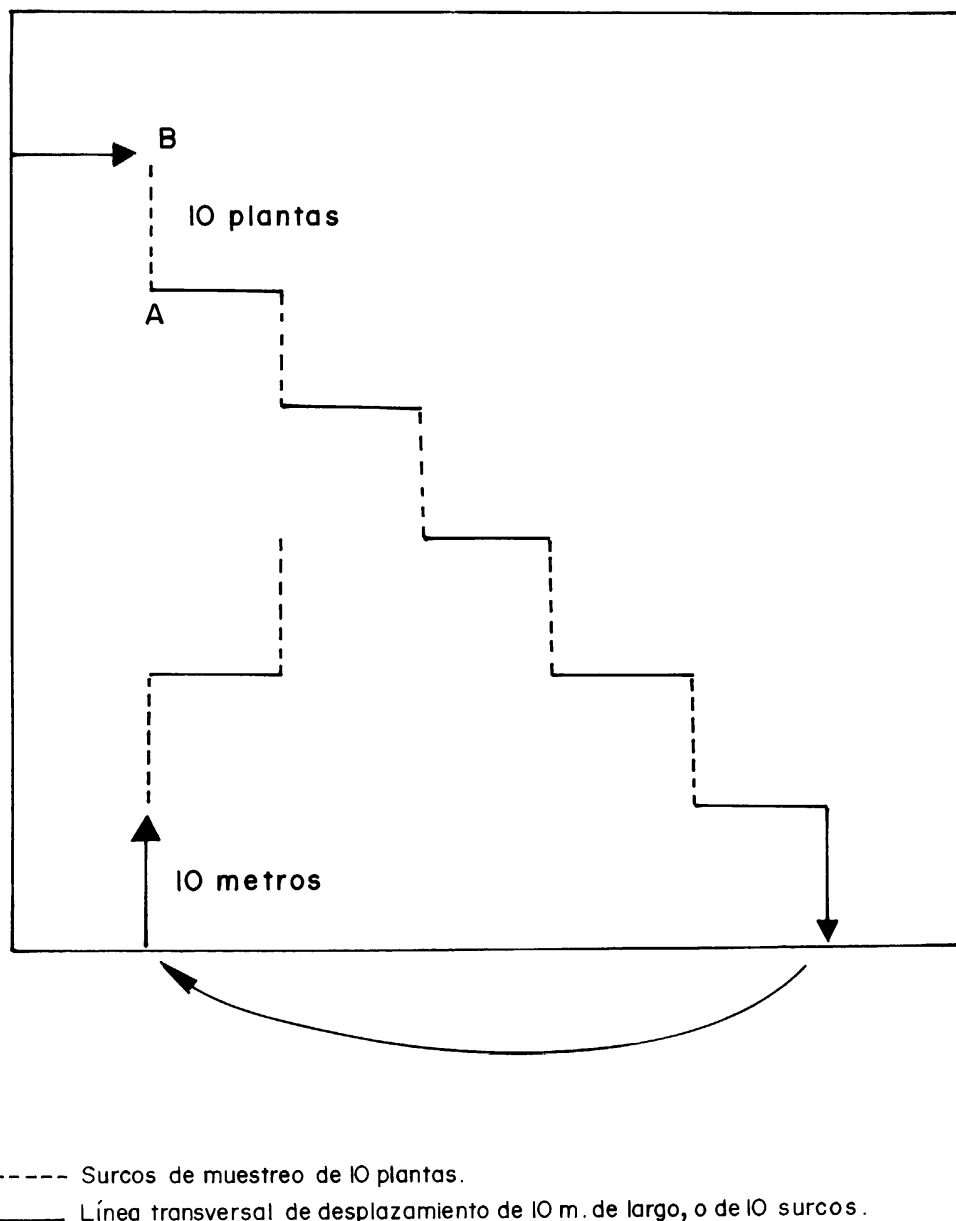 B
10 plantas
A
10 metros
Surcos de muestreo de 10 plantas.
Línea transversal de desplazamiento de 10 m. de largo, o de 10 surcos.